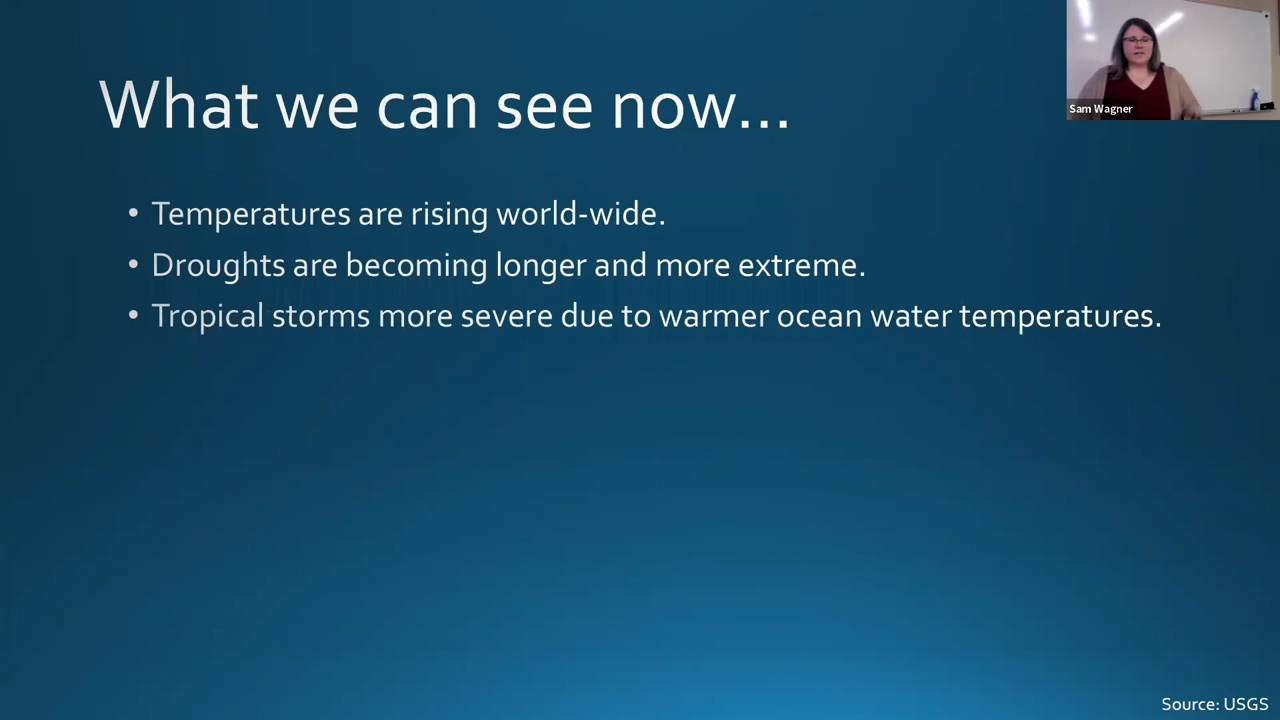 What we can see now...
• Temperatures are rising world-wide.
• Droughts are becoming longer and more extreme.
• Tropical storms more severe due to warmer ocean water temperatures.
Sam Wagner
Source: USGS